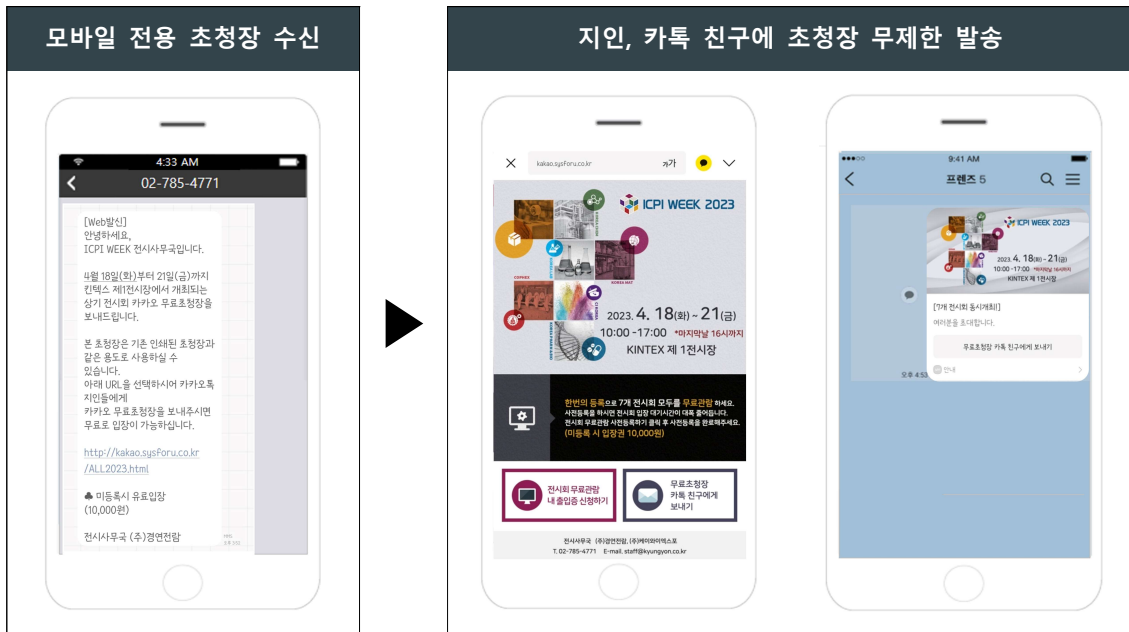 모바일 전용 초청장 수신
4:33 AM
02-785-4771
[Web발신]
안녕하세요,
ICPI WEEK 전시사무국입니다.
4월 18일(화)부터 21일(금)까지
킨텍스 제1전시장에서 개최되는
상기 전시회 카카오 무료초청장을
보내드립니다.
본 초청장은 기존 인쇄된 초청장과
같은 용도로 사용하실 수
있습니다.
아래 URL을 선택하시어 카카오톡
지인들에게
카카오 무료초청장을 보내주시면
무료로 입장이 가능하십니다.
http://kakao.sysforu.co.kr
/ALL2023.html
♣ 미등록시 유료입장
(10,000원)
전시사무국 (주)경연전람
지인, 카톡 친구에 초청장 무제한 발송
kakao.sysforu.co.kr
가가
ICPI WEEK 2023
COPHEX
KOREA MAT
2023. 4. 18(화) ~ 21(금)
10:00 -17:00 *마지막날 16시까지
KINTEX 제 1전시장
한번의 등록으로 7개 전시회 모두를 무료관람 하세요.
사전등록을 하시면 전시회 입장 대기시간이 대폭 줄어듭니다.
전시회 무료관람 사전등록하기 클릭 후 사전등록을 완료해주세요.
(미등록 시 입장권 10,000원)
전시회 무료관람
내 출입증 신청하기
무료초청장
카톡 친구에게
보내기
전시사무국 (주)경연전람, (주)케이와이엑스포
T. 02-785-4771 E-mail. staff@kyungyon.co.kr
9:41 AM
프렌즈 5
ICPI WEEK 2023
2023. 4. 18(화) ~ 21(금)
10:00 -17:00 *마지막날 16시까지
KINTEX 제 1전시장
[7개 전시회 동시개최!]
여러분을 초대합니다.
무료초청장 카톡 친구에게 보내기
오후 4:53
안내